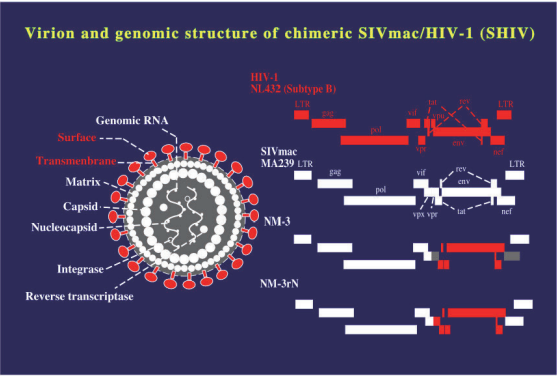 Virion and genomic structure of chimeric SIVmac/HIV-1 (SHIV)
HIV-1
NL432 (Subtype B)
LTR
gag
pol
vif
vpr
tat
vpu
rev
env
nef
LTR
Genomic RNA
Surface
Transmenbrane
Matrix
Capsid
Nucleocapsid
Integrase
Reverse transcriptase
SIVmac
MA239
LTR
gag
pol
vif
vpx
vpr
rev
env
tat
nef
LTR
NM-3
NM-3rN